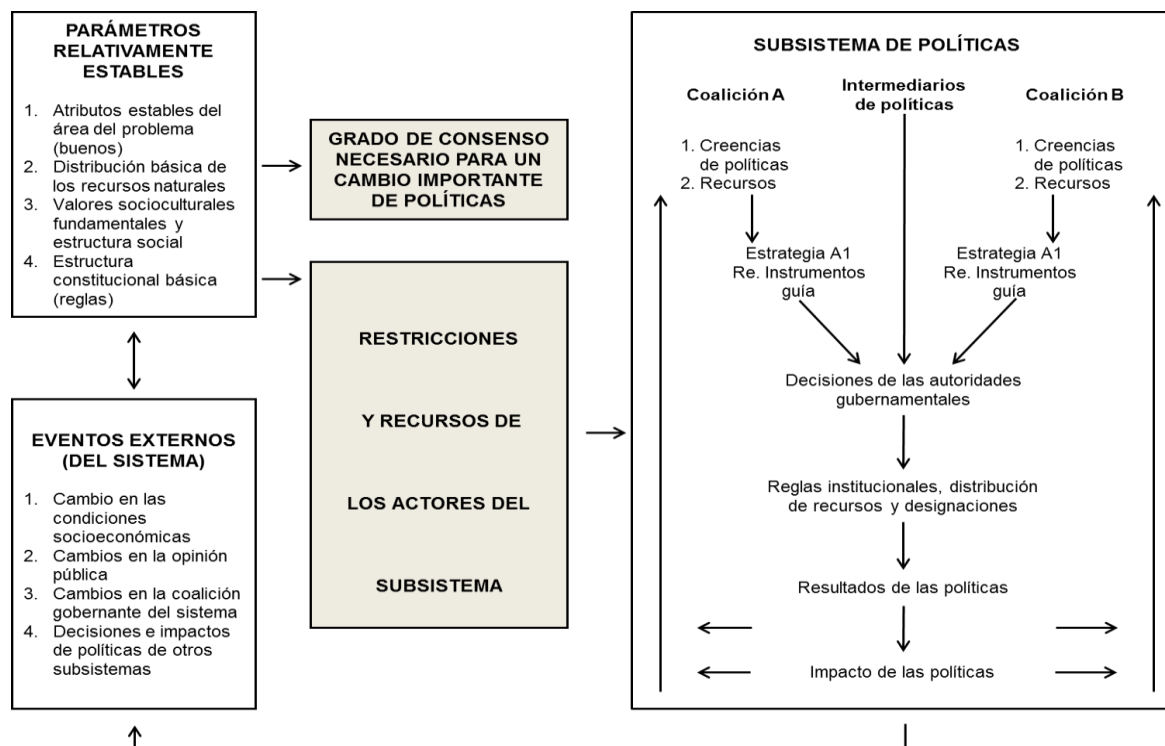 PARÁMETROS
RELATIVAMENTE
ESTABLES
1. Atributos estables del
área del problema
(buenos)
2. Distribución básica de
los recursos naturales
3. Valores socioculturales
fundamentales y
estructura social
4. Estructura
constitucional básica
(reglas)
EVENTOS EXTERNOS
(DEL SISTEMA)
1. Cambio en las
condiciones
socioeconómicas
2. Cambios en la opinión
pública
3. Cambios en la coalición
gobernante del sistema
4. Decisiones e impactos
de políticas de otros
subsistemas
GRADO DE CONSENSO
NECESARIO PARA UN
CAMBIO IMPORTANTE
DE POLÍTICAS
RESTRICCIONES
Y RECURSOS DE
LOS ACTORES DEL
SUBSISTEMA
SUBSISTEMA DE POLÍTICAS
Coalición A
1. Creencias
de políticas
2. Recursos
Estrategia A1
Re. Instrumentos
guía
Intermediarios
de políticas
Coalición B
1. Creencias
de políticas
2. Recursos
Estrategia A1
Re. Instrumentos
guía
Decisiones de las autoridades
gubernamentales
Reglas institucionales, distribución
de recursos y designaciones
Resultados de las políticas
Impacto de las políticas